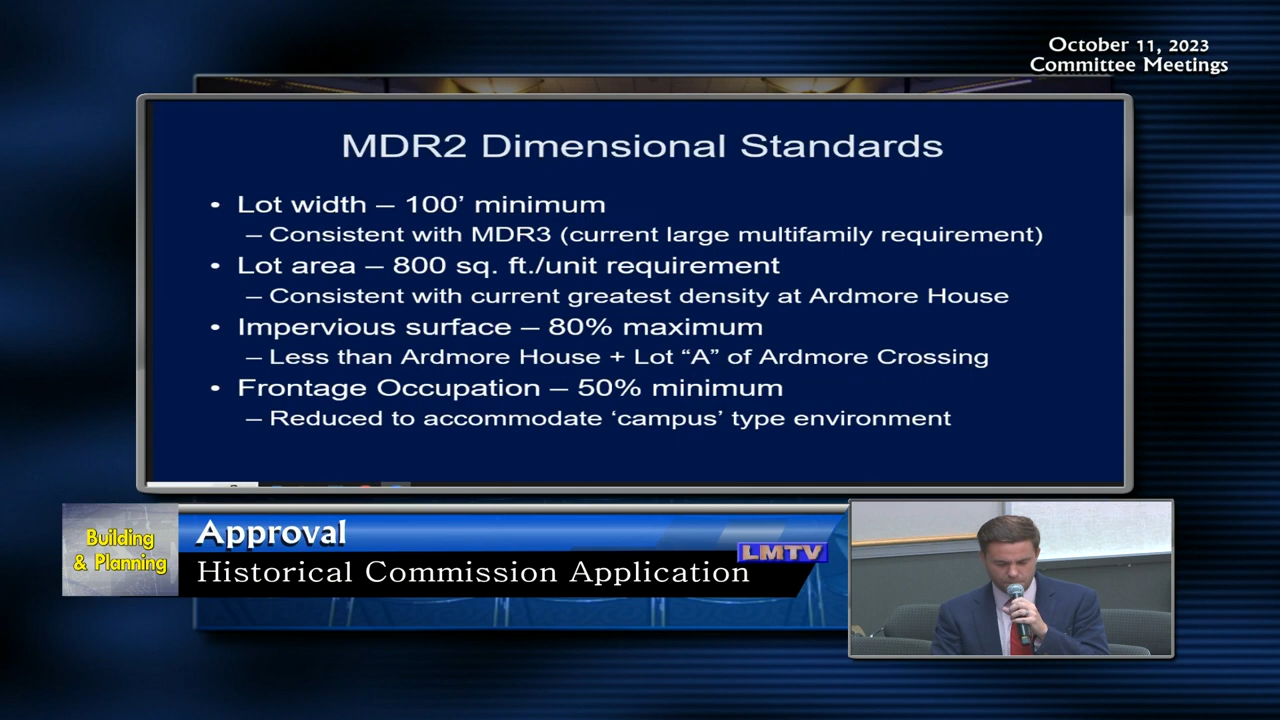 October 11, 2023
Committee Meetings
MDR2 Dimensional Standards
• Lot width – 100’ minimum
– Consistent with MDR3 (current large multifamily requirement)
• Lot area – 800 sq. ft./unit requirement
– Consistent with current greatest density at Ardmore House
• Impervious surface – 80% maximum
– Less than Ardmore House + Lot “A” of Ardmore Crossing
• Frontage Occupation – 50% minimum
– Reduced to accommodate ‘campus’ type environment
Building
& Planning
Approval
LMTV
Historical Commission Application